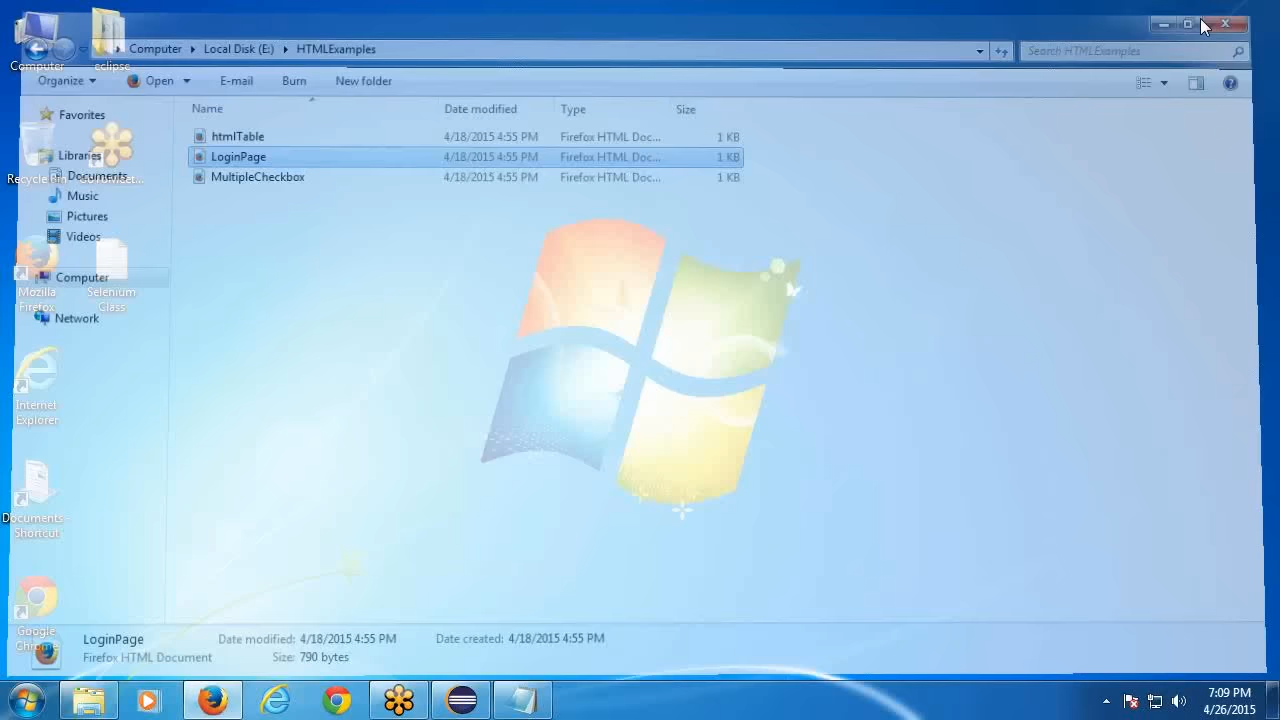 Computer Local Disk (E:) HTMLExamples
Search HTMLExamples
Computer
eclipse
Organize Open E-mail Burn New folder
Name Date modified Type Size
Favorites
htmlTable 4/18/2015 4:55 PM Firefox HTML Doc... 1 KB
Libraries
LoginPage 4/18/2015 4:55 PM Firefox HTML Doc... 1 KB
Documents
MultipleCheckbox 4/18/2015 4:55 PM Firefox HTML Doc... 1 KB
Recycle Bin
Music
Pictures
Videos
Computer
Mozilla
Firefox
Selenium
Class
Network
Internet
Explorer
Documents -
Shortcut
Google
Chrome
LoginPage Date modified: 4/18/2015 4:55 PM Date created: 4/18/2015 4:55 PM
Firefox HTML Document Size: 790 bytes
7:09 PM
4/26/2015